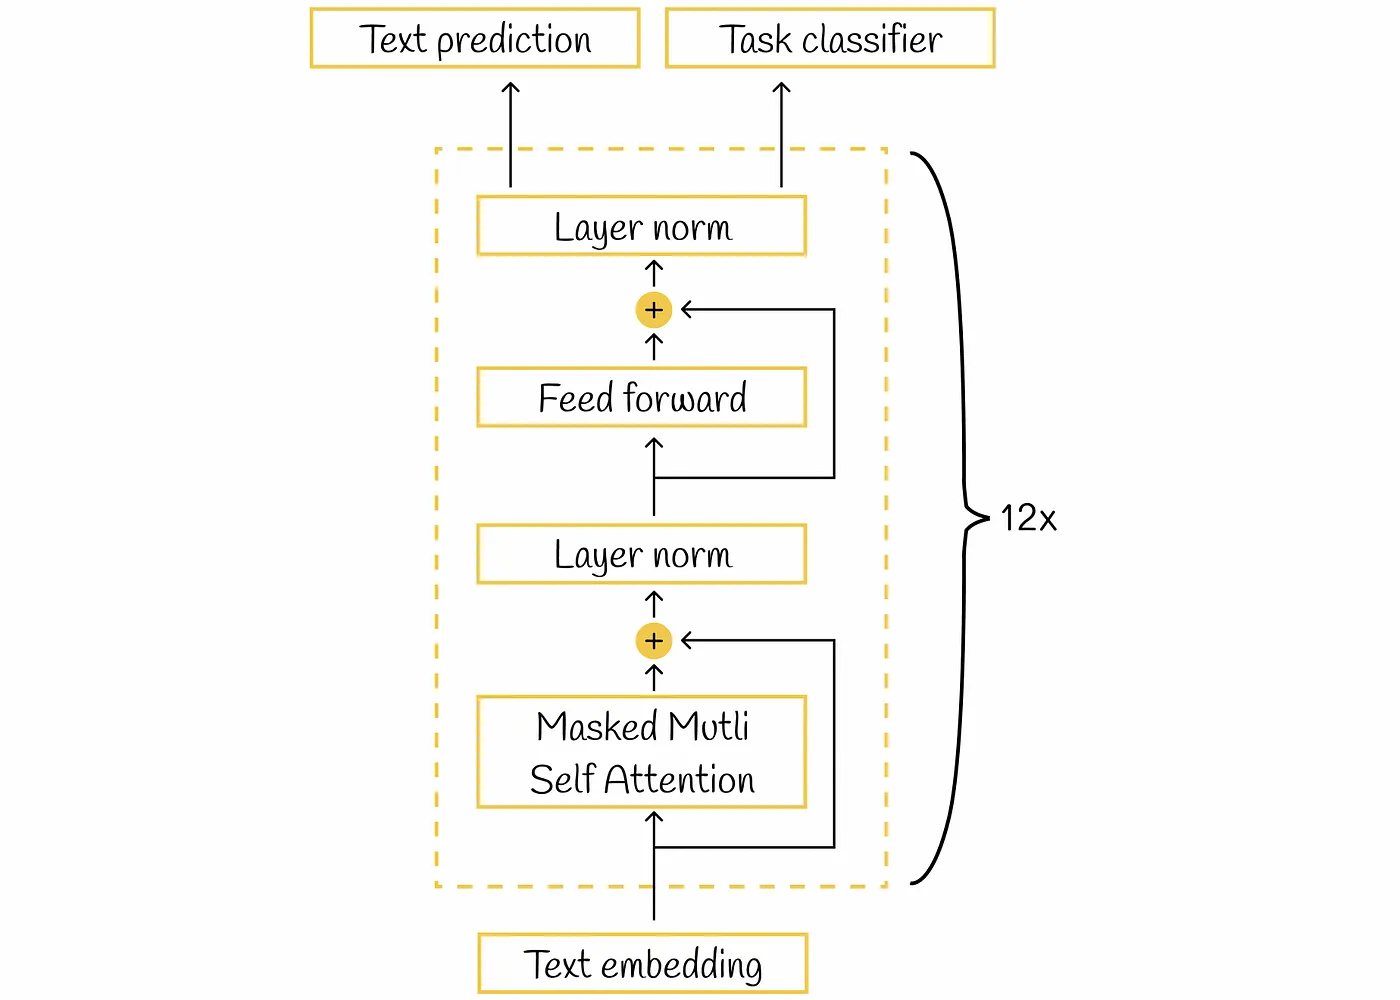 Text prediction
Task classifier
Layer norm
+
Feed forward
Layer norm
+
Masked Mutli
Self Attention
12x
Text embedding